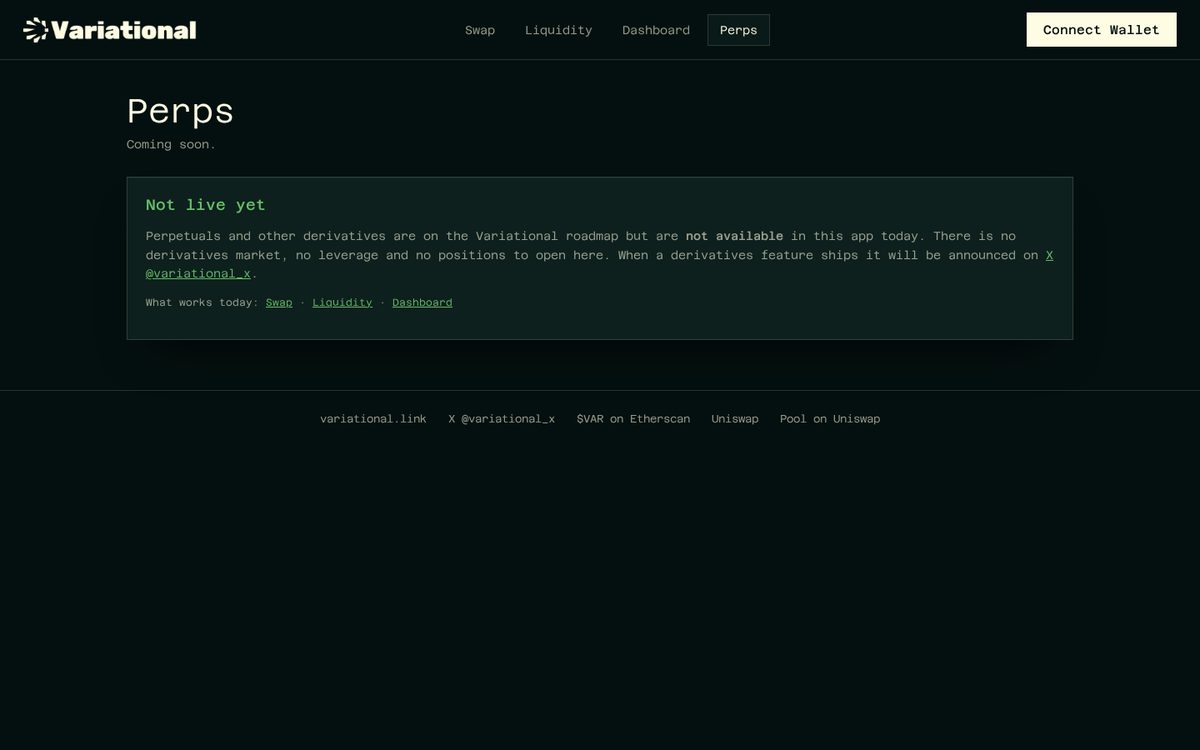 Variational
Swap
Liquidity
Dashboard
Perps
Connect Wallet
Perps
Coming soon.
Not live yet
Perpetuals and other derivatives are on the Variational roadmap but are not available in this app today. There is no
derivatives market, no leverage and no positions to open here. When a derivatives feature ships it will be announced on X
@variational_x.
What works today: Swap · Liquidity · Dashboard
variational.link
X @variational_x
$VAR on Etherscan
Uniswap
Pool on Uniswap